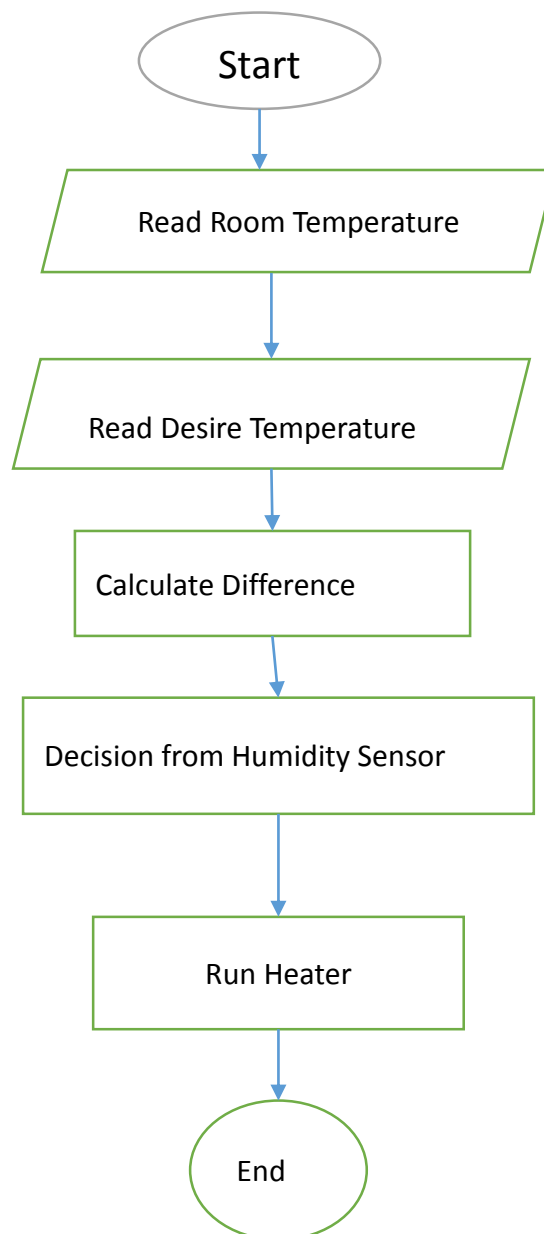 Start
Read Room Temperature
Read Desire Temperature
Calculate Difference
Decision from Humidity Sensor
Run Heater
End